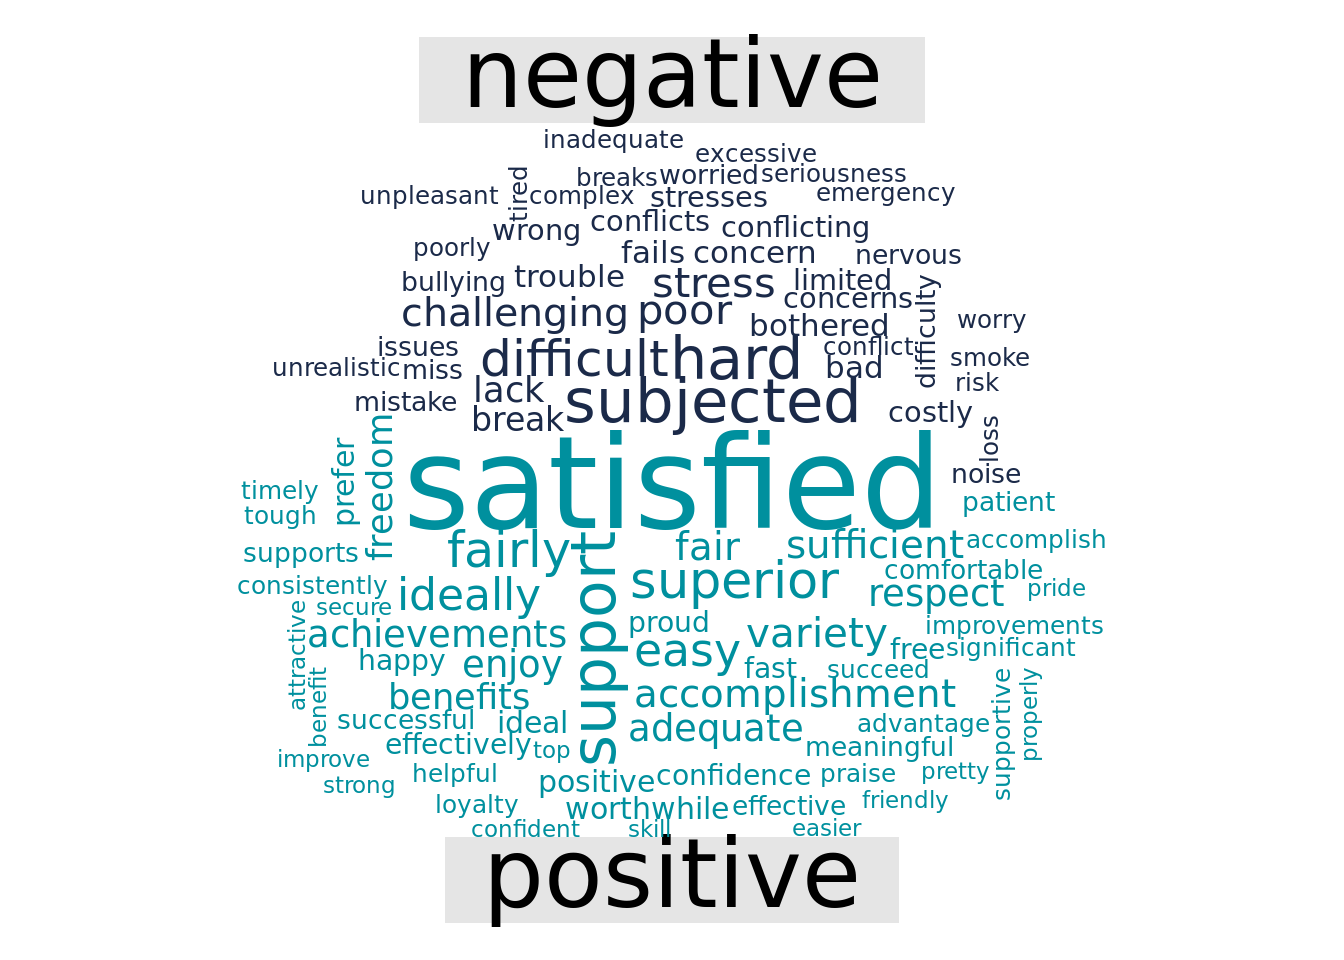 negative
inadequate
excessive
breaks worried seriousness
unpleasant tired complex stresses emergency
wrong conflicts conflicting
poorly fails concern nervous
bullying trouble stress limited
challenging poor concerns difficulty
bothered worry
issues difficult hard conflict
unrealistic miss bad smoke
mistake lack subjected risk
break costly
loss
freedom prefer satisfied noise
timely patient
tough
supports fairly support fair sufficient accomplish
consistently ideally superior comfortable
secure respect pride
attractive achievements proud variety improvements
happy enjoy easy free significant
benefit fast succeed
benefits accomplishment supportive properly
successful ideal adequate advantage
effectively top meaningful
improve
strong helpful positive confidence praise pretty
loyalty worthwhile effective friendly
confident skill easier
positive